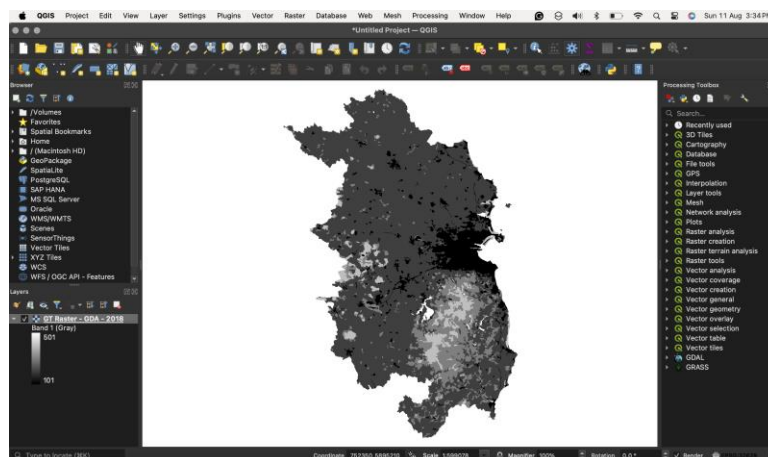 QGIS Project Edit View Layer Settings Plugins Vector Raster Database Web Mesh Processing Window Help Sun 11 Aug 3:34 PM
*Untitled Project — QGIS
Browser
/Volumes
Favorites
Spatial Bookmarks
Home
/ (Macintosh HD)
GeoPackage
SpatiaLite
PostgreSQL
SAP HANA
MS SQL Server
Oracle
WMS/WMTS
Scenes
SensorThings
Vector Tiles
XYZ Tiles
WCS
WFS / OGC API - Features
Layers
GT Raster - GDA - 2018
Band 1 (Gray)
501
101
Processing Toolbox
Search...
Recently used
3D Tiles
Cartography
Database
File tools
GPS
Interpolation
Layer tools
Mesh
Network analysis
Plots
Raster analysis
Raster creation
Raster terrain analysis
Raster tools
Vector analysis
Vector coverage
Vector creation
Vector general
Vector geometry
Vector overlay
Vector selection
Vector table
Vector tiles
GDAL
GRASS
Type to locate (⌘K) Coordinate Scale Magnifier 100% Rotation 0.0° Render